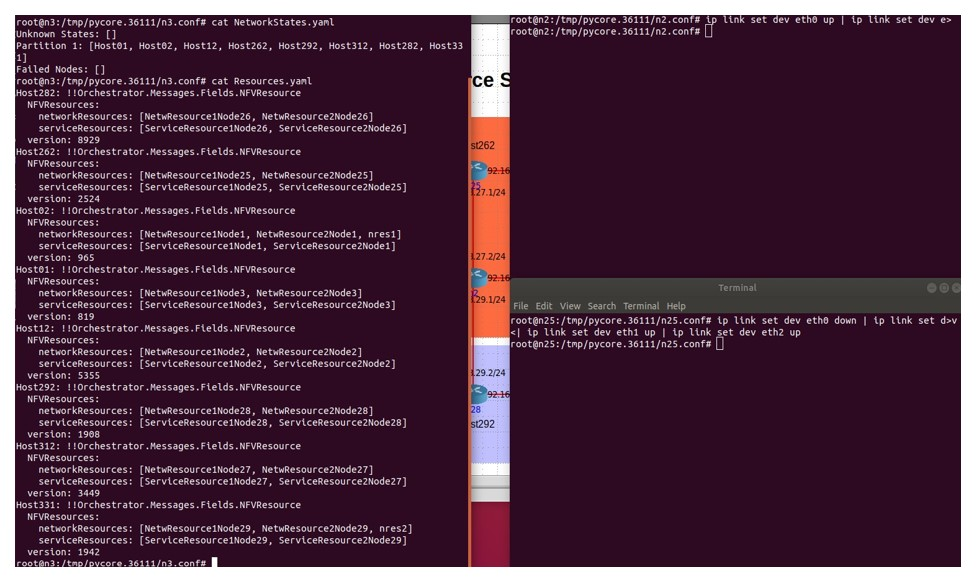 root@n3:/tmp/pycore.36111/n3.conf# cat NetworkStates.yaml
Unknown States: []
Partition 1: [Host01, Host02, Host12, Host262, Host292, Host312, Host282, Host33
1]
Failed Nodes: []
root@n3:/tmp/pycore.36111/n3.conf# cat Resources.yaml
Host282: !!Orchestrator.Messages.Fields.NFVResource
  NFVResources:
    networkResources: [NetwResource1Node26, NetwResource2Node26]
    serviceResources: [ServiceResource1Node26, ServiceResource2Node26]
  version: 8929
Host262: !!Orchestrator.Messages.Fields.NFVResource
  NFVResources:
    networkResources: [NetwResource1Node25, NetwResource2Node25]
    serviceResources: [ServiceResource1Node25, ServiceResource2Node25]
  version: 2524
Host02: !!Orchestrator.Messages.Fields.NFVResource
  NFVResources:
    networkResources: [NetwResource1Node1, NetwResource2Node1, nres1]
    serviceResources: [ServiceResource1Node1, ServiceResource2Node1]
  version: 965
Host01: !!Orchestrator.Messages.Fields.NFVResource
  NFVResources:
    networkResources: [NetwResource1Node3, NetwResource2Node3]
    serviceResources: [ServiceResource1Node3, ServiceResource2Node3]
  version: 819
Host12: !!Orchestrator.Messages.Fields.NFVResource
  NFVResources:
    networkResources: [NetwResource1Node2, NetwResource2Node2]
    serviceResources: [ServiceResource1Node2, ServiceResource2Node2]
  version: 5355
Host292: !!Orchestrator.Messages.Fields.NFVResource
  NFVResources:
    networkResources: [NetwResource1Node28, NetwResource2Node28]
    serviceResources: [ServiceResource1Node28, ServiceResource2Node28]
  version: 1908
Host312: !!Orchestrator.Messages.Fields.NFVResource
  NFVResources:
    networkResources: [NetwResource1Node27, NetwResource2Node27]
    serviceResources: [ServiceResource1Node27, ServiceResource2Node27]
  version: 3449
Host331: !!Orchestrator.Messages.Fields.NFVResource
  NFVResources:
    networkResources: [NetwResource1Node29, NetwResource2Node29, nres2]
    serviceResources: [ServiceResource1Node29, ServiceResource2Node29]
  version: 1942
root@n3:/tmp/pycore.36111/n3.conf#
ce S
st262
92.16
25
.27.1/24
.27.2/24
92.16
.29.1/24
.29.2/24
92.16
28
st292
root@n2:/tmp/pycore.36111/n2.conf# ip link set dev eth0 up | ip link set dev e>
root@n2:/tmp/pycore.36111/n2.conf#
Terminal
File Edit View Search Terminal Help
root@n25:/tmp/pycore.36111/n25.conf# ip link set dev eth0 down | ip link set d>v
<| ip link set dev eth1 up | ip link set dev eth2 up
root@n25:/tmp/pycore.36111/n25.conf#